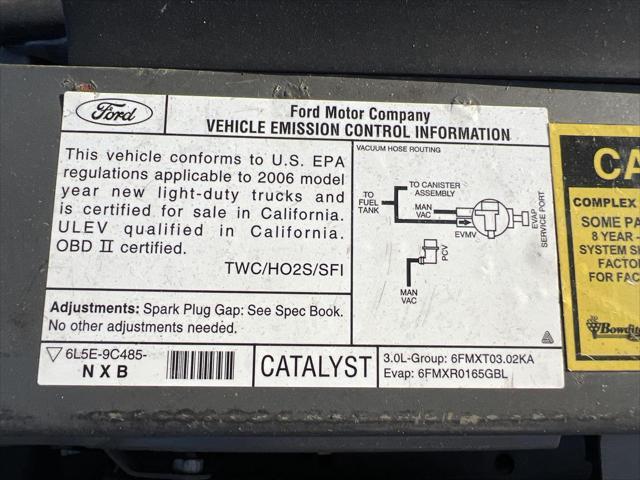 Ford
Ford Motor Company
VEHICLE EMISSION CONTROL INFORMATION
This vehicle conforms to U.S. EPA
regulations applicable to 2006 model
year new light-duty trucks and
is certified for sale in California.
ULEV qualified in California.
OBD II certified.
TWC/HO2S/SFI
VACUUM HOSE ROUTING
TO CANISTER
ASSEMBLY
TO
FUEL
TANK
MAN
VAC
EVMV
EVAP
SERVICE PORT
PCV
MAN
VAC
Adjustments: Spark Plug Gap: See Spec Book.
No other adjustments needed.
6L5E-9C485-
NXB
CATALYST
3.0L-Group: 6FMXT03.02KA
Evap: 6FMXR0165GBL
CA
COMPLEX
SOME PA
8 YEAR -
SYSTEM S
FACTO
FOR FAC
Bowdit